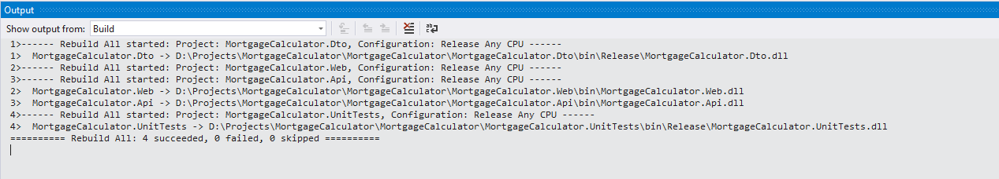 Output
Show output from: Build
1>------ Rebuild All started: Project: MortgageCalculator.Dto, Configuration: Release Any CPU ------
1>  MortgageCalculator.Dto -> D:\Projects\MortgageCalculator\MortgageCalculator\MortgageCalculator.Dto\bin\Release\MortgageCalculator.Dto.dll
2>------ Rebuild All started: Project: MortgageCalculator.Web, Configuration: Release Any CPU ------
3>------ Rebuild All started: Project: MortgageCalculator.Api, Configuration: Release Any CPU ------
2>  MortgageCalculator.Web -> D:\Projects\MortgageCalculator\MortgageCalculator\MortgageCalculator.Web\bin\MortgageCalculator.Web.dll
3>  MortgageCalculator.Api -> D:\Projects\MortgageCalculator\MortgageCalculator\MortgageCalculator.Api\bin\MortgageCalculator.Api.dll
4>------ Rebuild All started: Project: MortgageCalculator.UnitTests, Configuration: Release Any CPU ------
4>  MortgageCalculator.UnitTests -> D:\Projects\MortgageCalculator\MortgageCalculator\MortgageCalculator.UnitTests\bin\Release\MortgageCalculator.UnitTests.dll
========== Rebuild All: 4 succeeded, 0 failed, 0 skipped ==========